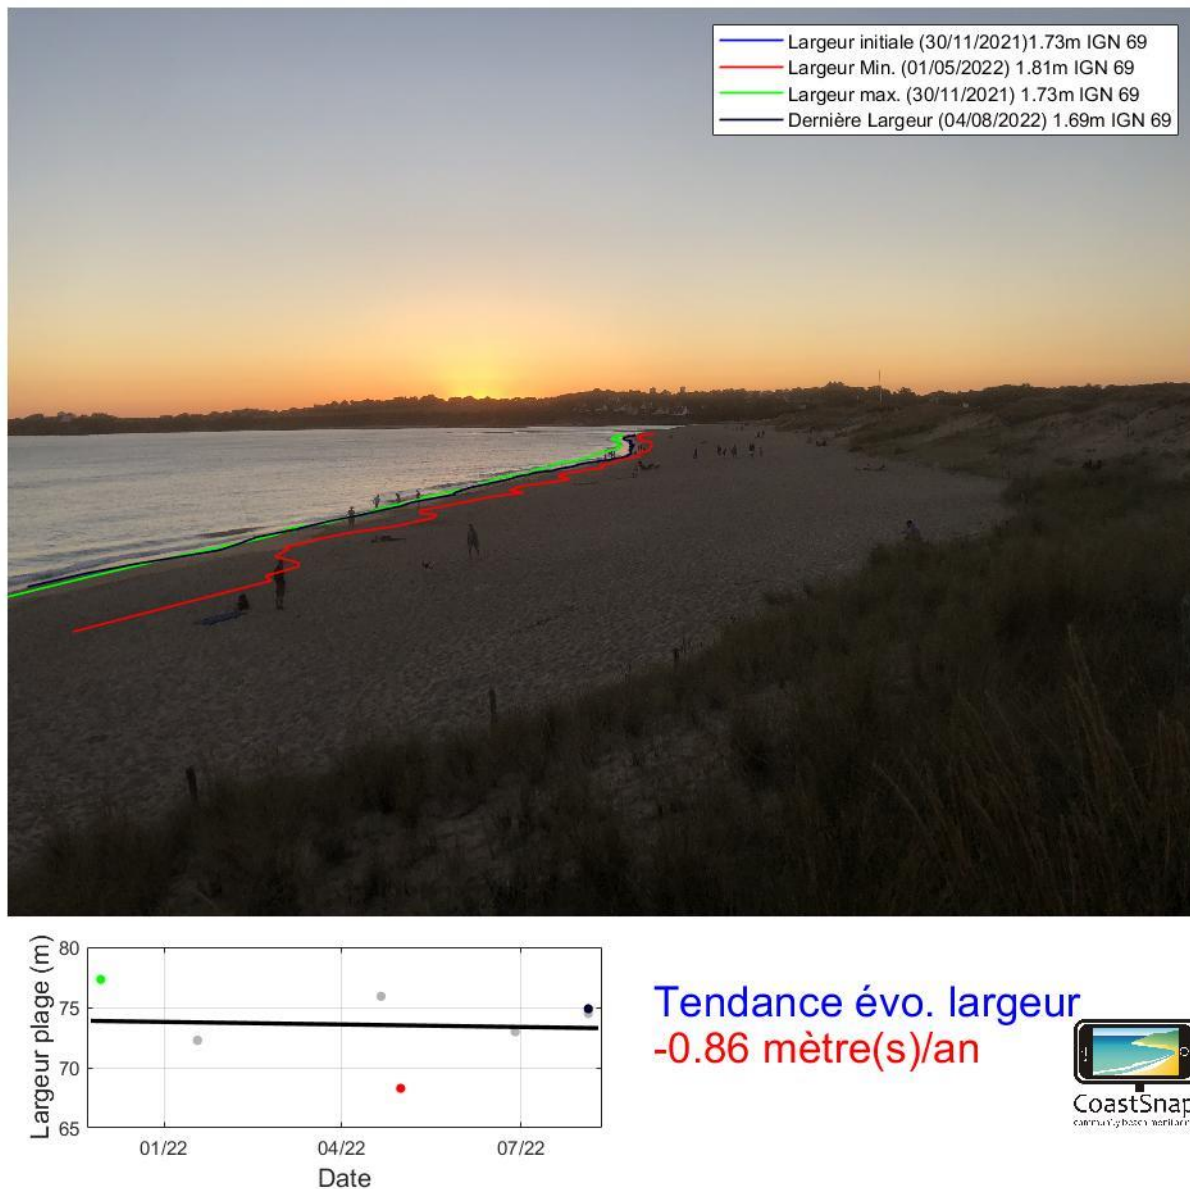 Largeur initiale (30/11/2021)1.73m IGN 69
Largeur Min. (01/05/2022) 1.81m IGN 69
Largeur max. (30/11/2021) 1.73m IGN 69
Dernière Largeur (04/08/2022) 1.69m IGN 69
Largeur plage (m)
80
75
70
65
01/22
04/22
07/22
Date
Tendance évo. largeur
-0.86 mètre(s)/an
CoastSnap
community beach monitorin